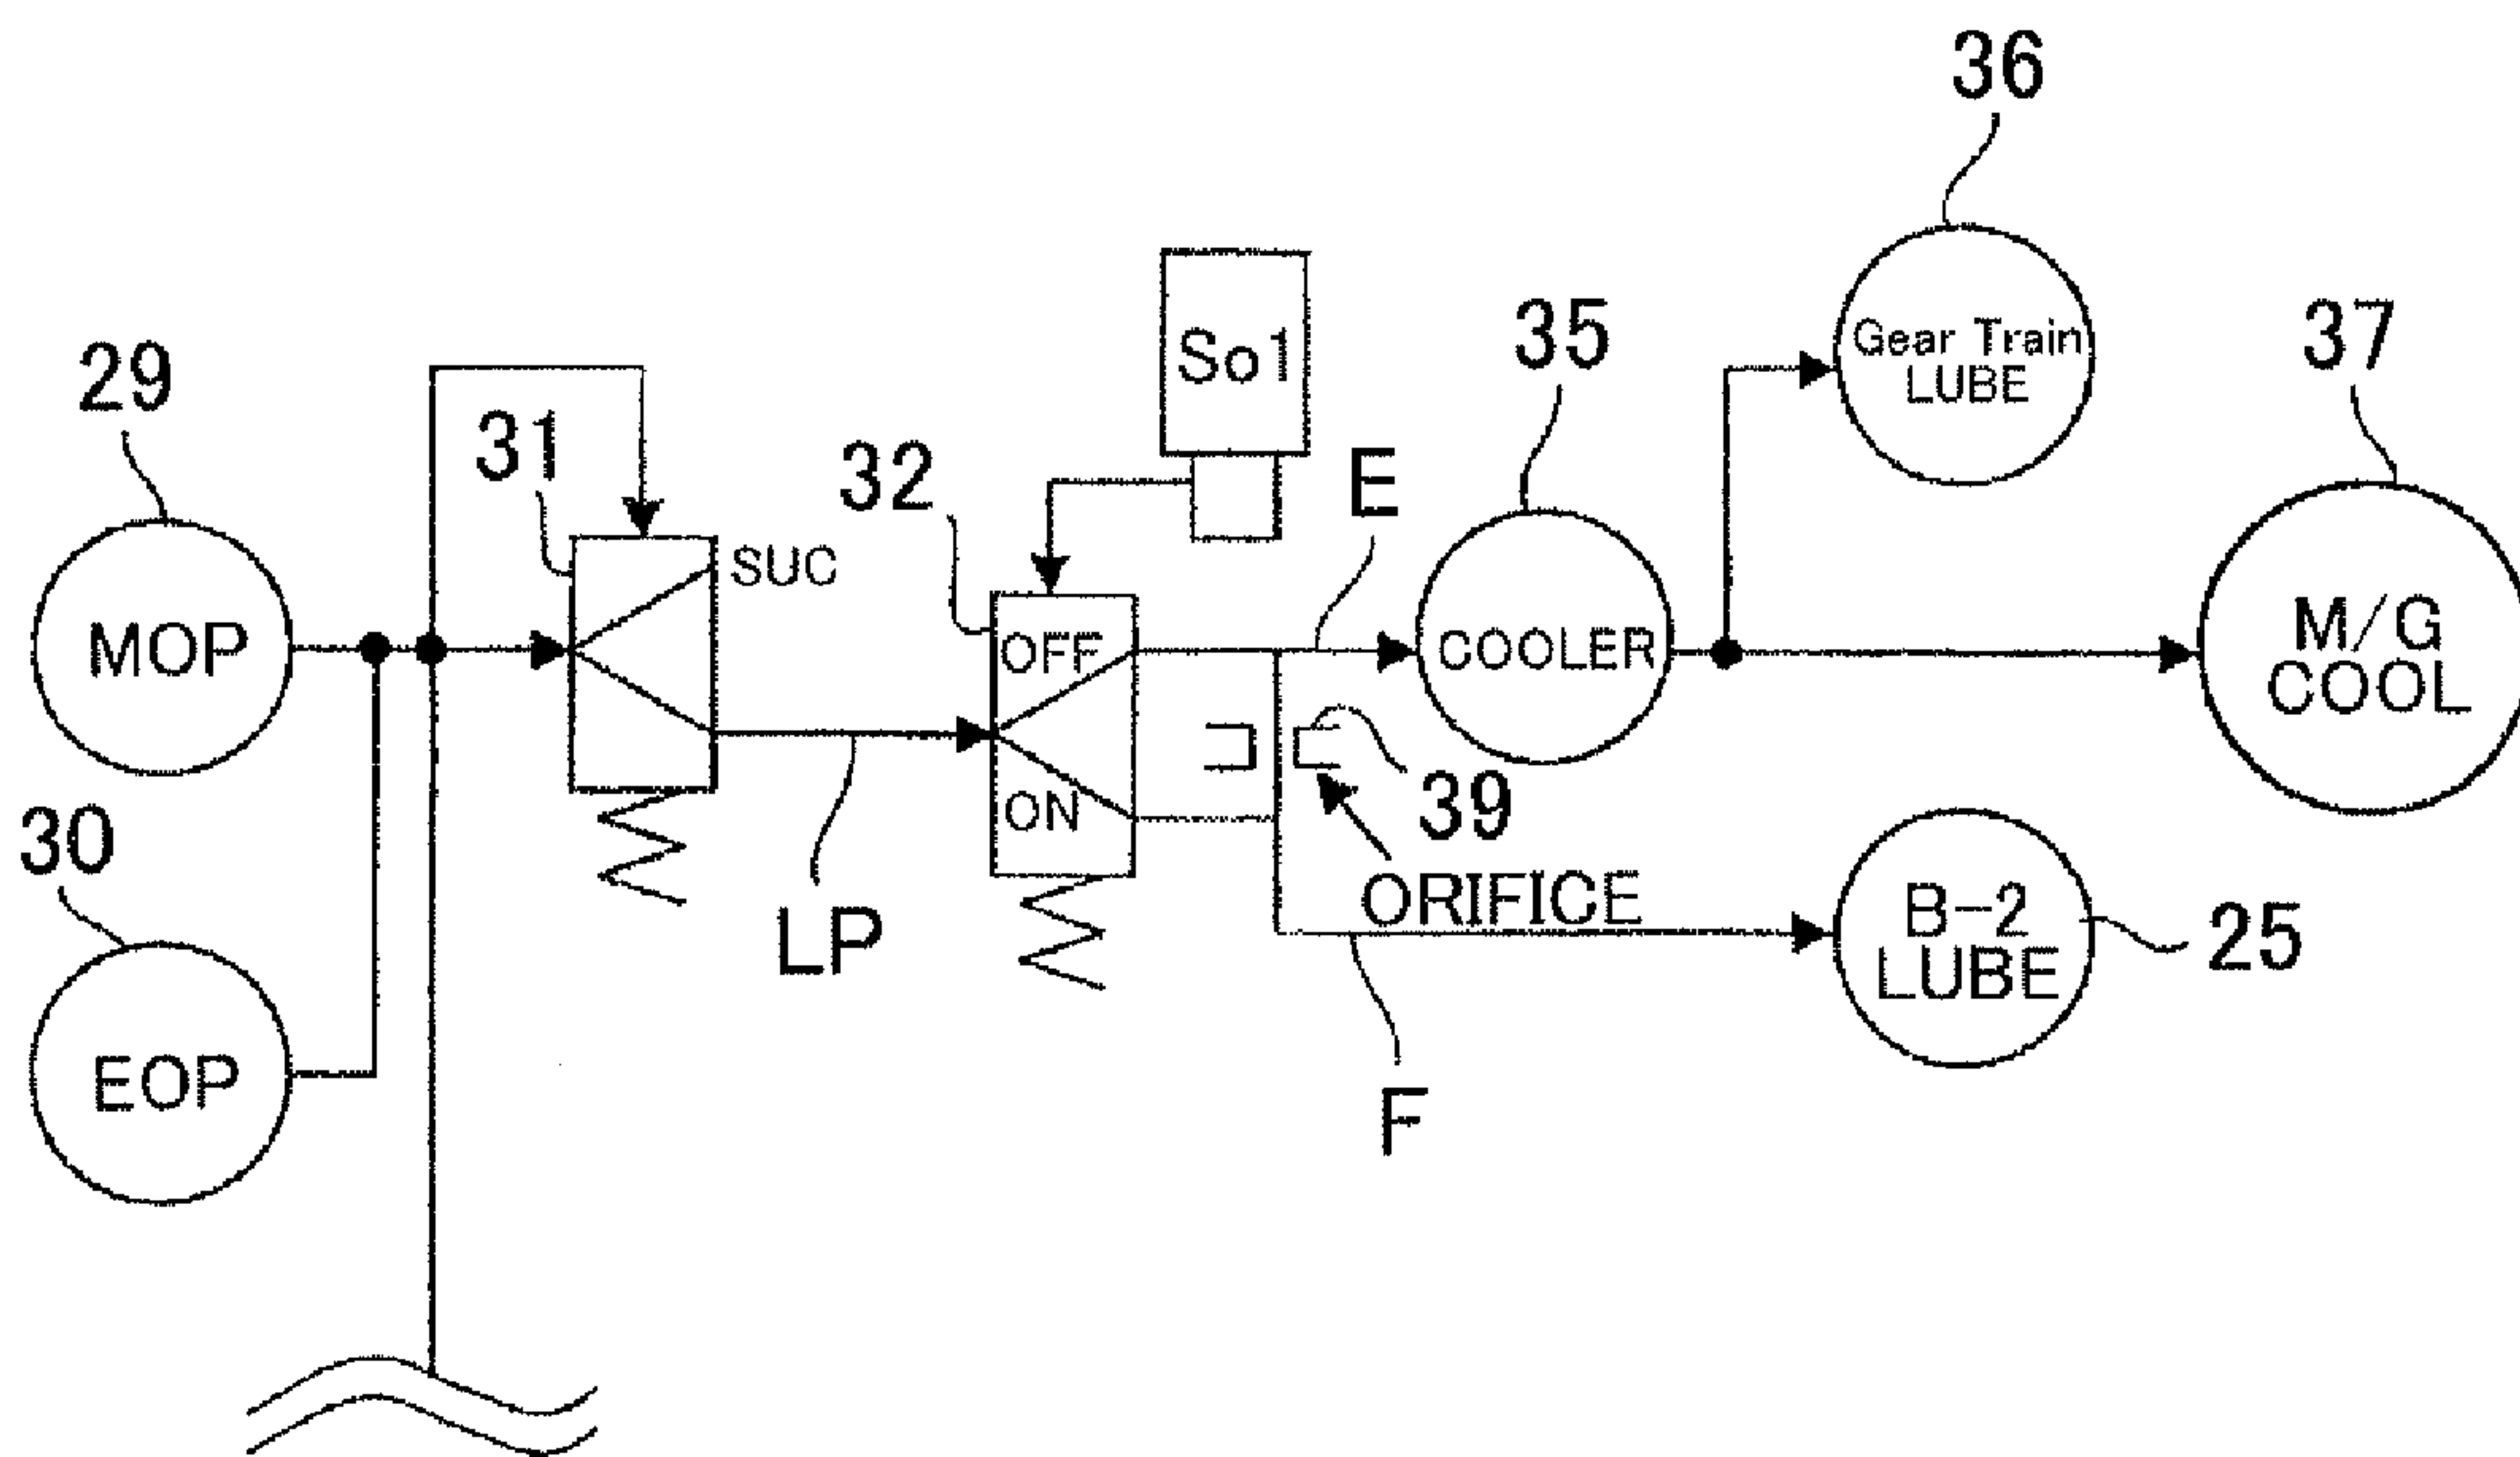 36
So1
35
37
29
Gear Train
LUBE
31
32
E
SUC
MOP
OFF
COOLER
M/G
COOL
39
ON
30
ORIFICE
LP
B-2
LUBE
25
EOP
F